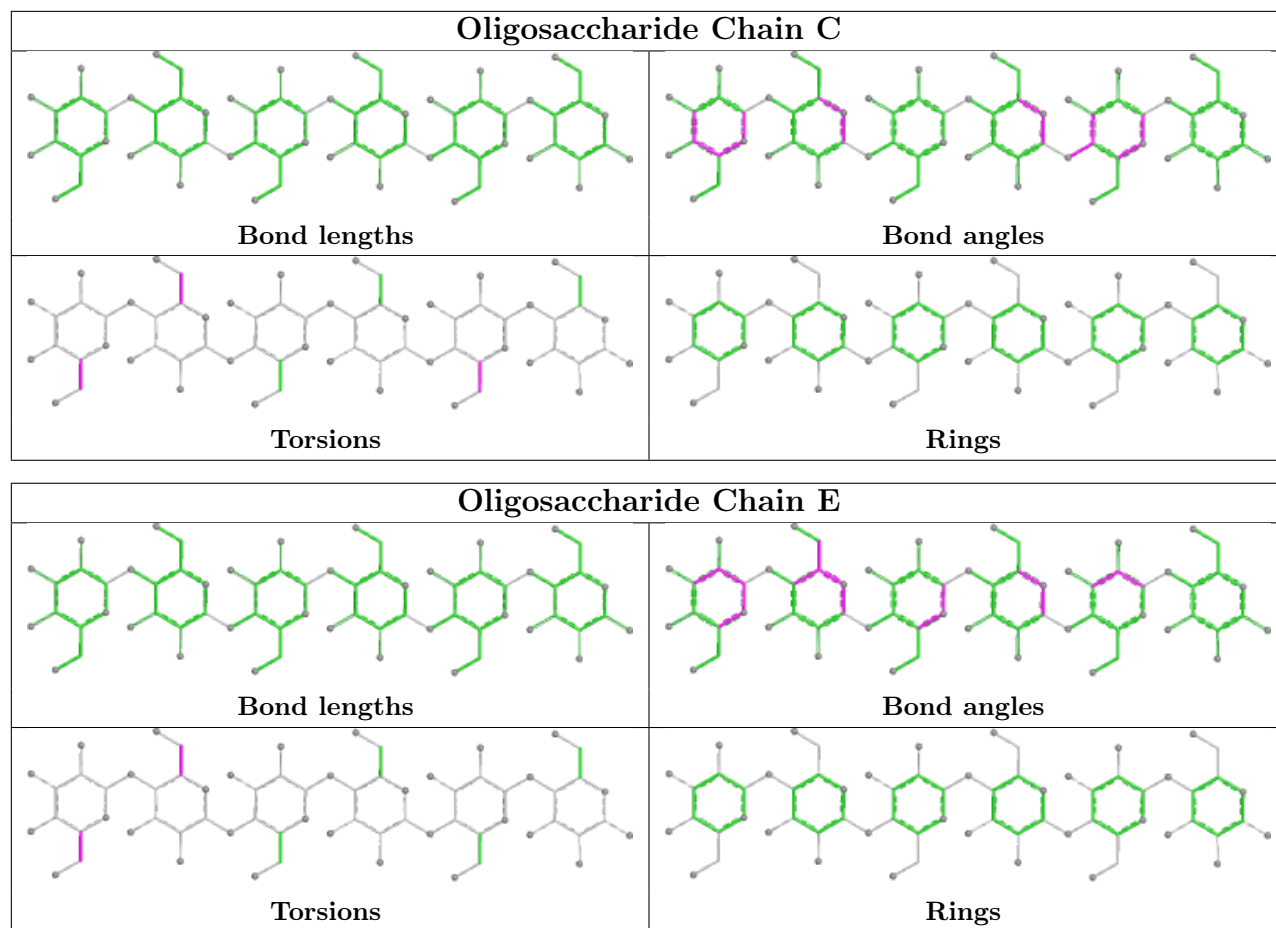 Oligosaccharide Chain C
Bond lengths
Bond angles
Torsions
Rings
Oligosaccharide Chain E
Bond lengths
Bond angles
Torsions
Rings